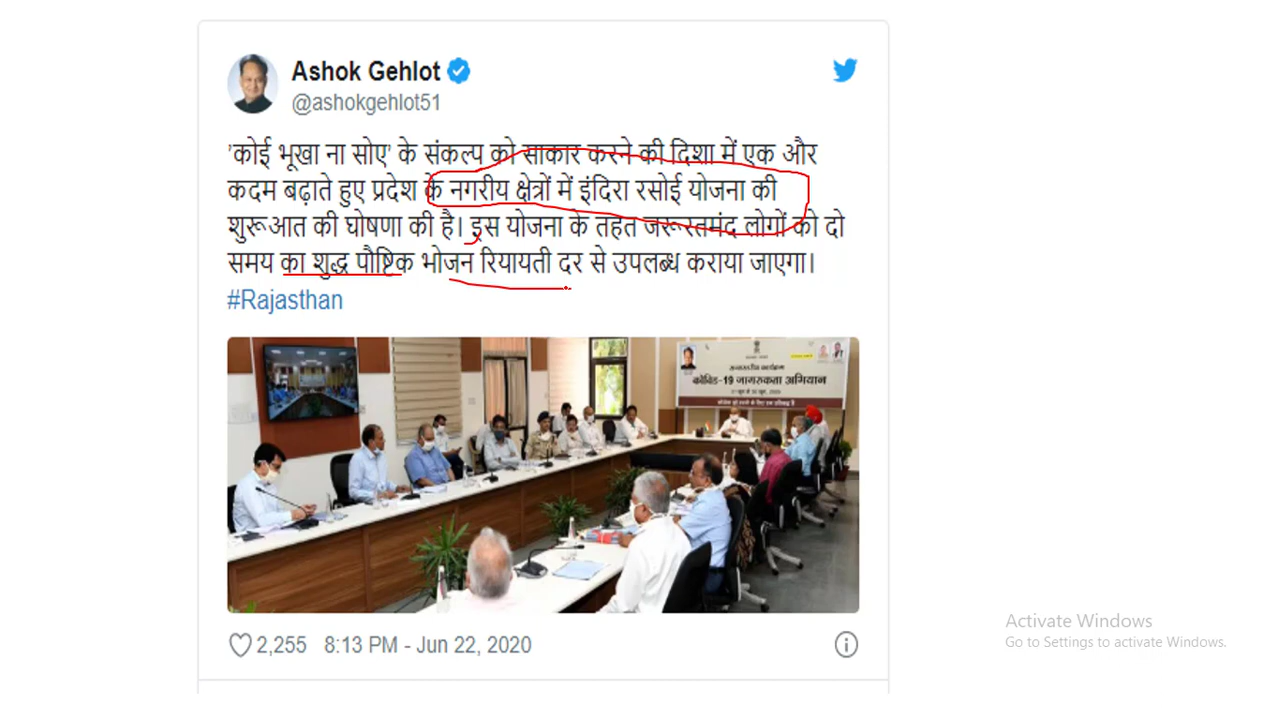 Ashok Gehlot
@ashokgehlot51
'कोई भूखा ना सोए' के संकल्प को साकार करने की दिशा में एक और
कदम बढ़ाते हुए प्रदेश के नगरीय क्षेत्रों में इंदिरा रसोई योजना की
शुरूआत की घोषणा की है। इस योजना के तहत जरूरतमंद लोगों को दो
समय का शुद्ध पौष्टिक भोजन रियायती दर से उपलब्ध कराया जाएगा।
#Rajasthan
कोविड-19 जागरूकता अभियान
2,255 8:13 PM - Jun 22, 2020
Activate Windows
Go to Settings to activate Windows.